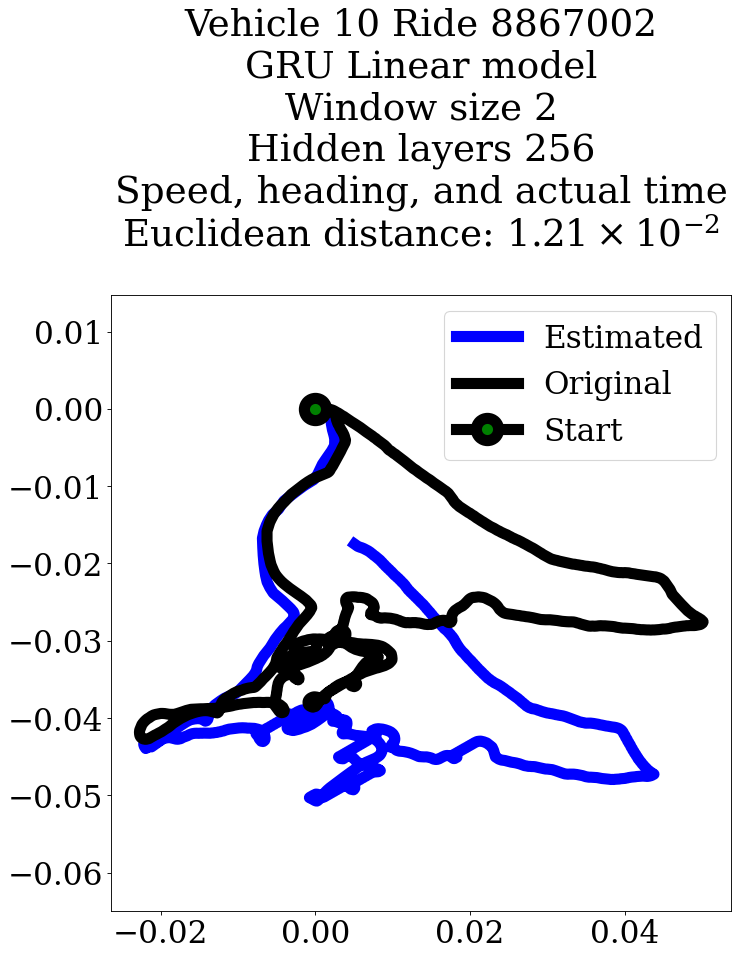 Vehicle 10 Ride 8867002
GRU Linear model
Window size 2
Hidden layers 256
Speed, heading, and actual time
Euclidean distance: 1.21 × 10⁻²
Estimated
Original
Start
0.01
0.00
−0.01
−0.02
−0.03
−0.04
−0.05
−0.06
−0.02 0.00 0.02 0.04